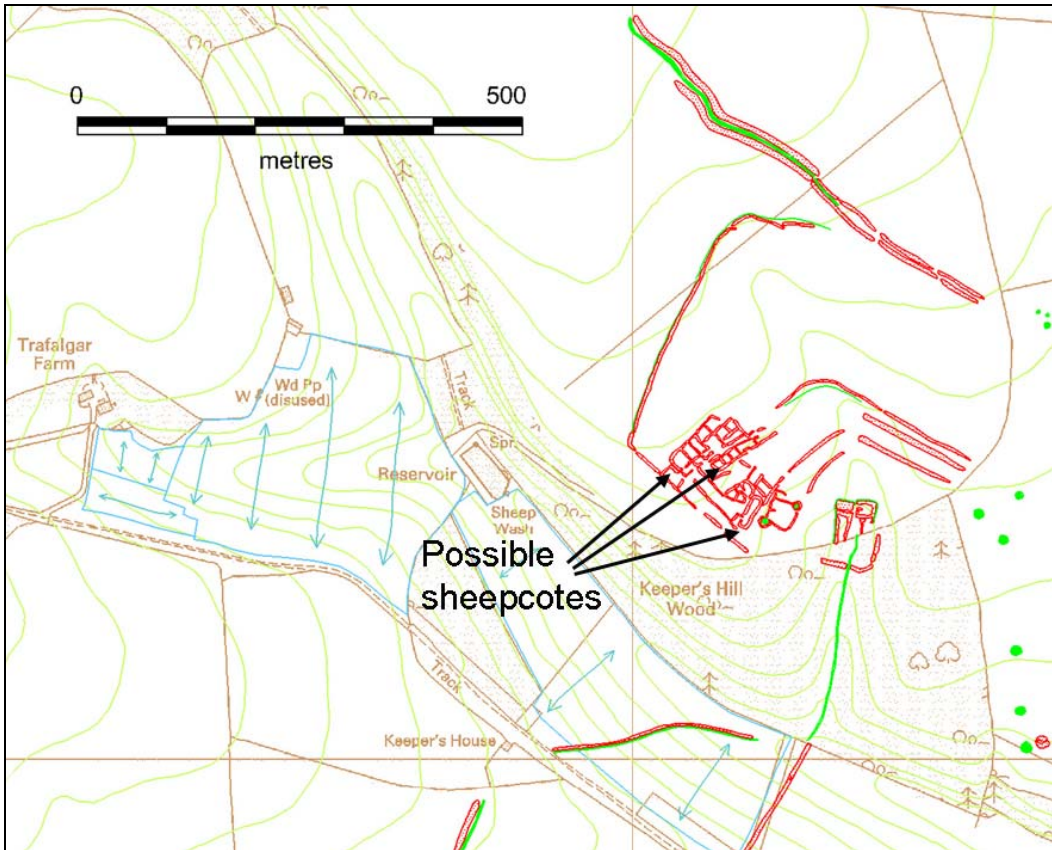 0
500
metres
Trafalgar
Farm
W
Wd Pp
(disused)
Track
Spr
Reservoir
Sheep
Wash
Possible
sheepcotes
Keeper's Hill
Wood
Track
Keeper's House